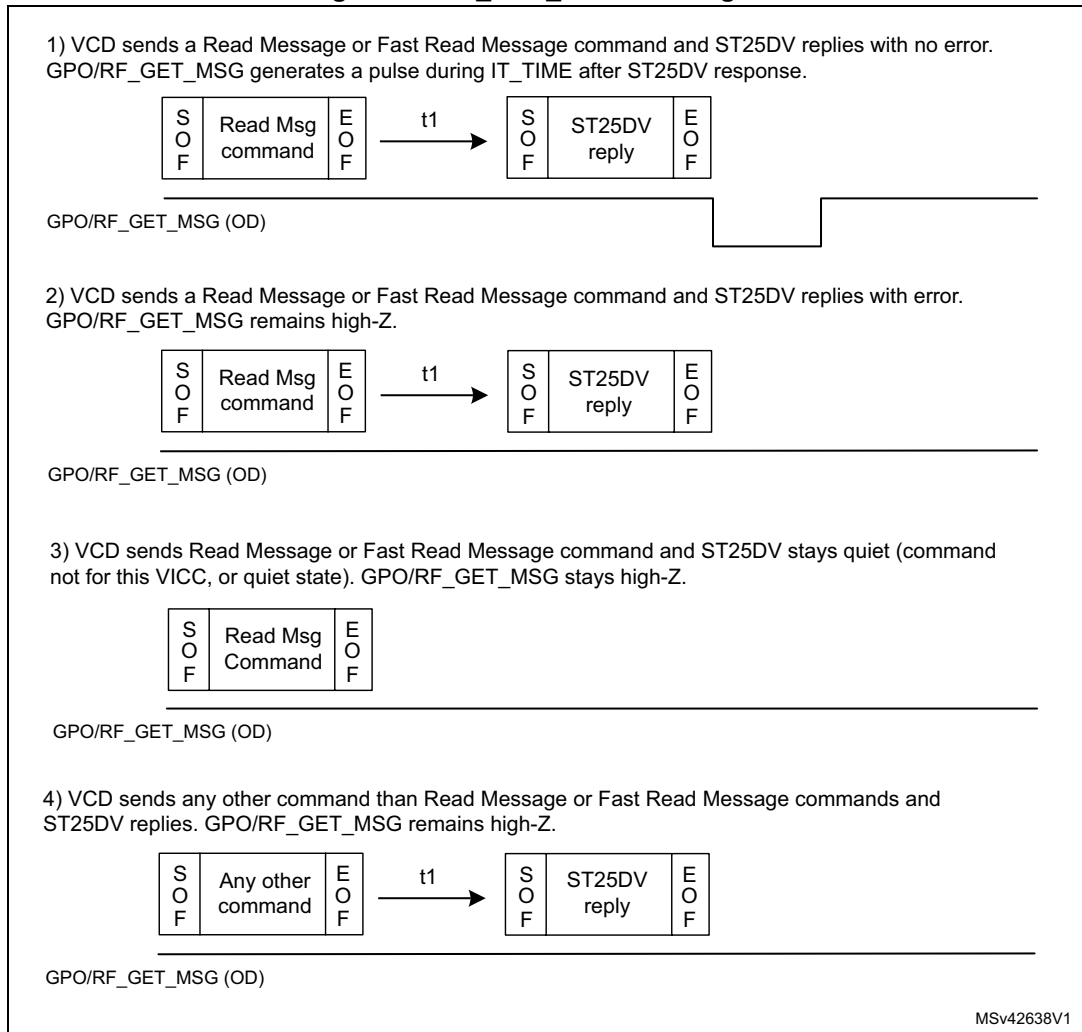 1) VCD sends a Read Message or Fast Read Message command and ST25DV replies with no error.
GPO/RF_GET_MSG generates a pulse during IT_TIME after ST25DV response.
S
O
F
Read Msg
command
E
O
F
t1
S
O
F
ST25DV
reply
E
O
F
GPO/RF_GET_MSG (OD)
2) VCD sends a Read Message or Fast Read Message command and ST25DV replies with error.
GPO/RF_GET_MSG remains high-Z.
S
O
F
Read Msg
command
E
O
F
t1
S
O
F
ST25DV
reply
E
O
F
GPO/RF_GET_MSG (OD)
3) VCD sends Read Message or Fast Read Message command and ST25DV stays quiet (command
not for this VICC, or quiet state). GPO/RF_GET_MSG stays high-Z.
S
O
F
Read Msg
Command
E
O
F
GPO/RF_GET_MSG (OD)
4) VCD sends any other command than Read Message or Fast Read Message commands and
ST25DV replies. GPO/RF_GET_MSG remains high-Z.
S
O
F
Any other
command
E
O
F
t1
S
O
F
ST25DV
reply
E
O
F
GPO/RF_GET_MSG (OD)
MSv42638V1